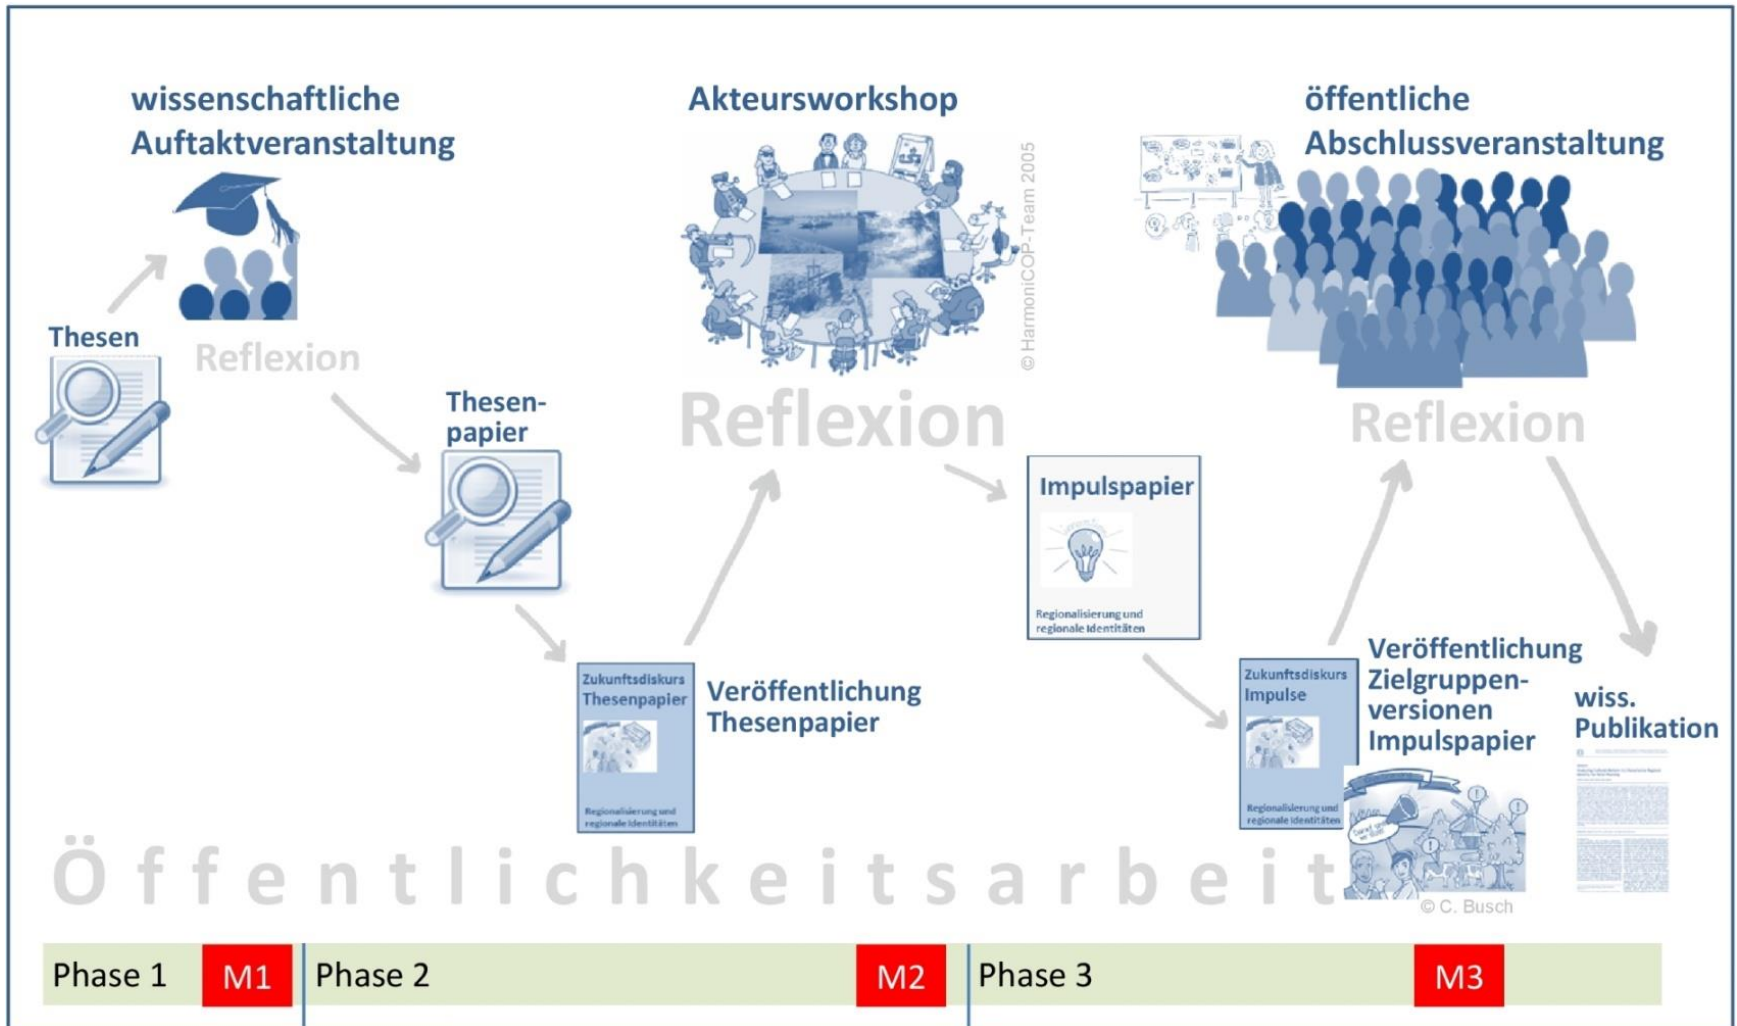 wissenschaftliche
Auftaktveranstaltung
Akteursworkshop
öffentliche
Abschlussveranstaltung
© HarmoniCOP-Team 2005
Thesen
Reflexion
Thesen-
papier
Reflexion
Reflexion
Impulspapier
Regionalisierung und
regionale Identitäten
Zukunftsdiskurs
Thesenpapier
Regionalisierung und
regionale Identitäten
Veröffentlichung
Thesenpapier
Zukunftsdiskurs
Impulse
Regionalisierung und
regionale Identitäten
Veröffentlichung
Zielgruppen-
versionen
Impulspapier
wiss.
Publikation
Öffentlichkeitsarbeit
© C. Busch
Phase 1 M1 Phase 2 M2 Phase 3 M3